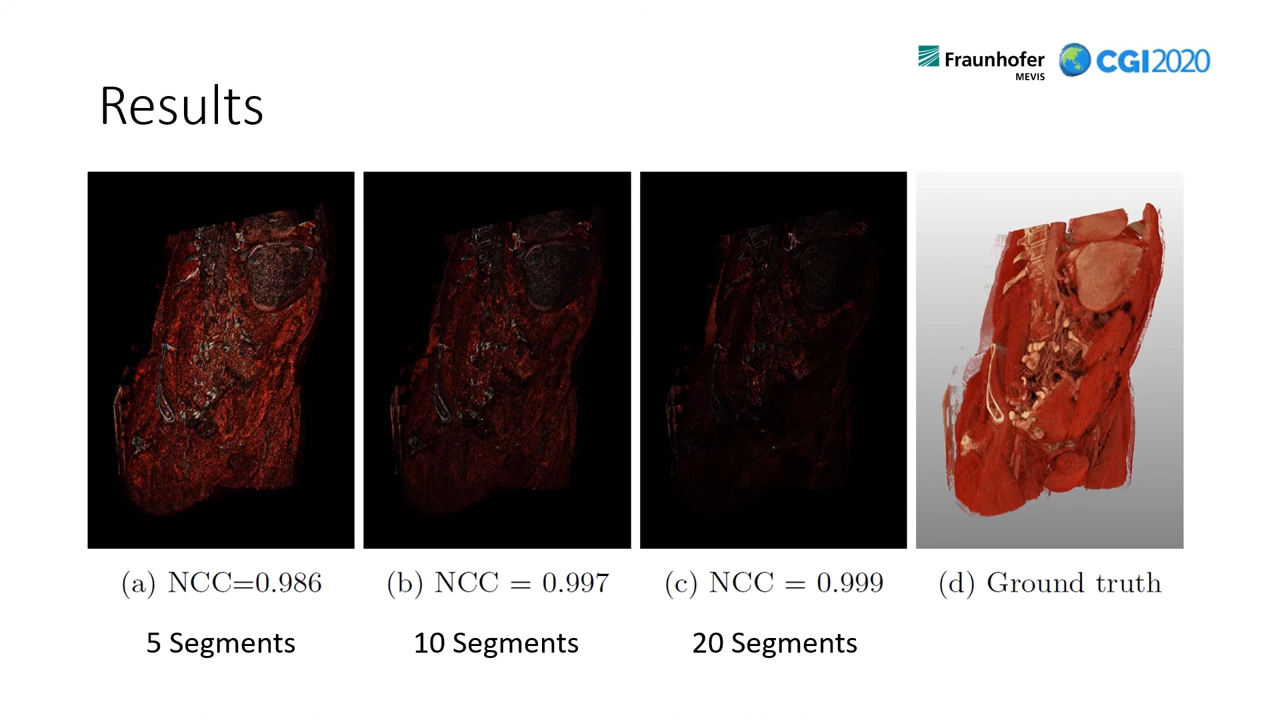 Fraunhofer
MEVIS
CGI2020
Results
(a) NCC=0.986
(b) NCC = 0.997
(c) NCC = 0.999
(d) Ground truth
5 Segments
10 Segments
20 Segments